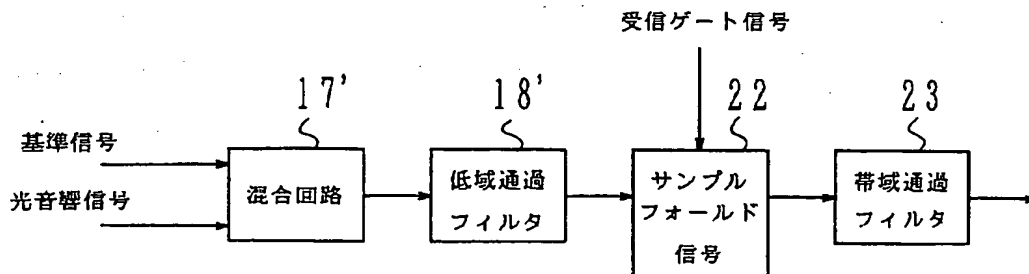 受信ゲート信号
17'
18'
22
23
基準信号
光音響信号
混合回路
低域通過
フィルタ
サンプル
フォールド
信号
帯域通過
フィルタ